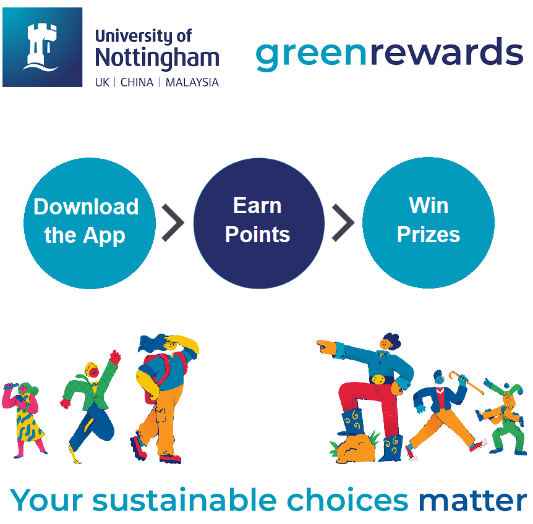 University of
Nottingham
UK | CHINA | MALAYSIA
greenrewards
Download
the App
Earn
Points
Win
Prizes
Your sustainable choices matter